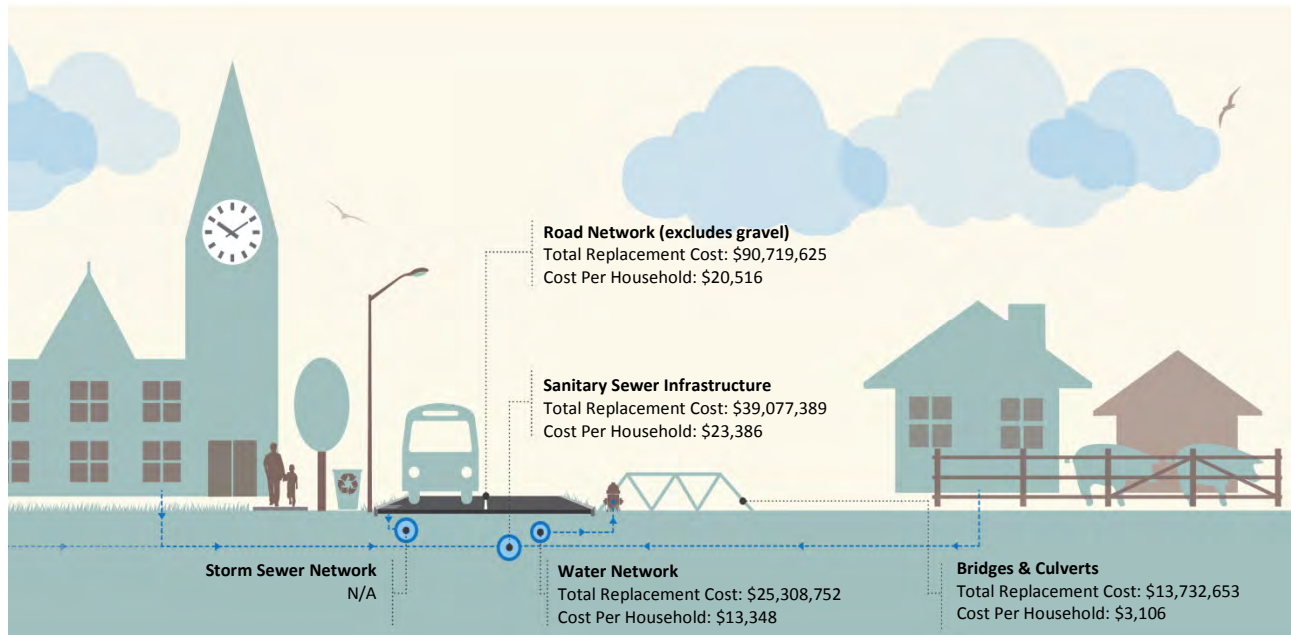 Road Network (excludes gravel)
Total Replacement Cost: $90,719,625
Cost Per Household: $20,516
Sanitary Sewer Infrastructure
Total Replacement Cost: $39,077,389
Cost Per Household: $23,386
Storm Sewer Network
N/A
Water Network
Total Replacement Cost: $25,308,752
Cost Per Household: $13,348
Bridges & Culverts
Total Replacement Cost: $13,732,653
Cost Per Household: $3,106